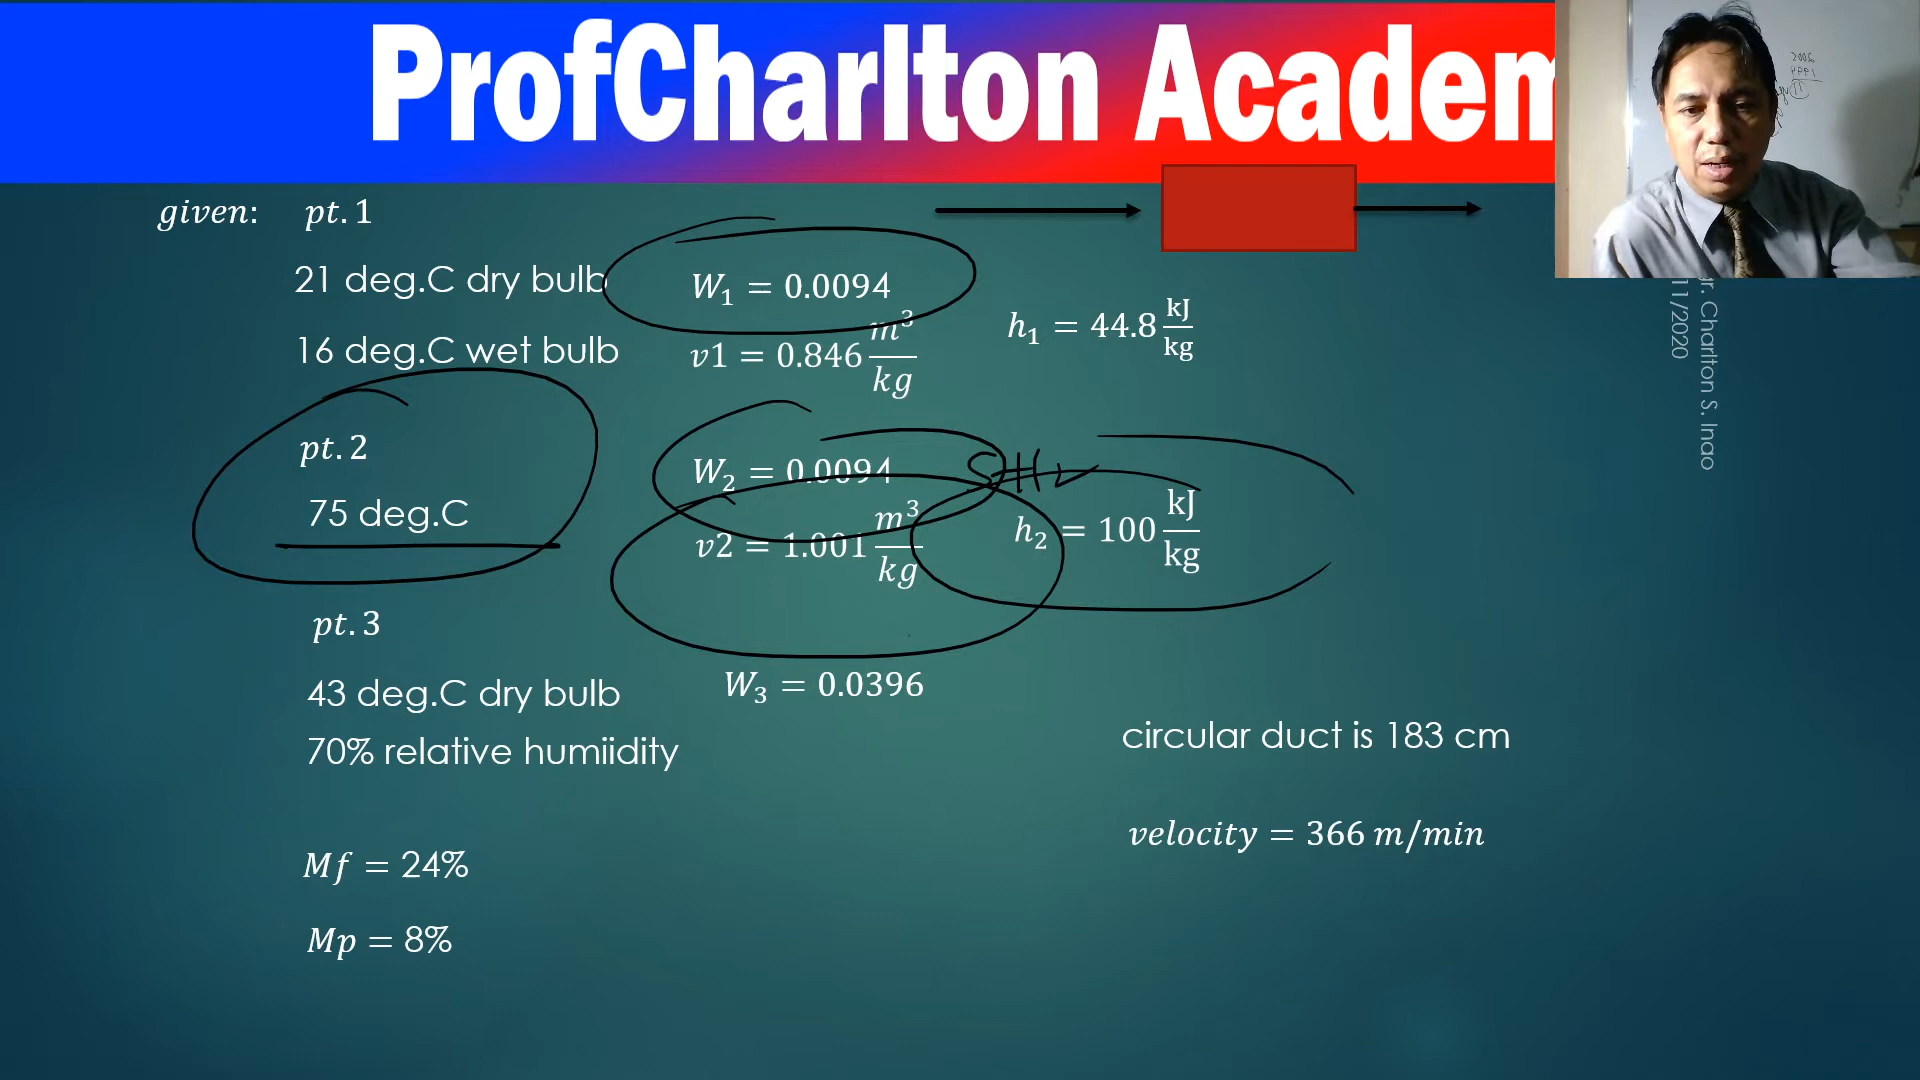 ProfCharlton Academ
given: pt. 1
21 deg.C dry bulb
16 deg.C wet bulb
W₁ = 0.0094
v1 = 0.846 m³/kg
h₁ = 44.8 kJ/kg
pt. 2
75 deg.C
W₂ = 0.0094
v2 = 1.001 m³/kg
SH
h₂ = 100 kJ/kg
pt. 3
43 deg.C dry bulb
70% relative humiidity
W₃ = 0.0396
circular duct is 183 cm
velocity = 366 m/min
Mf = 24%
Mp = 8%
r. Charlton S. Inao
11/2020
2006